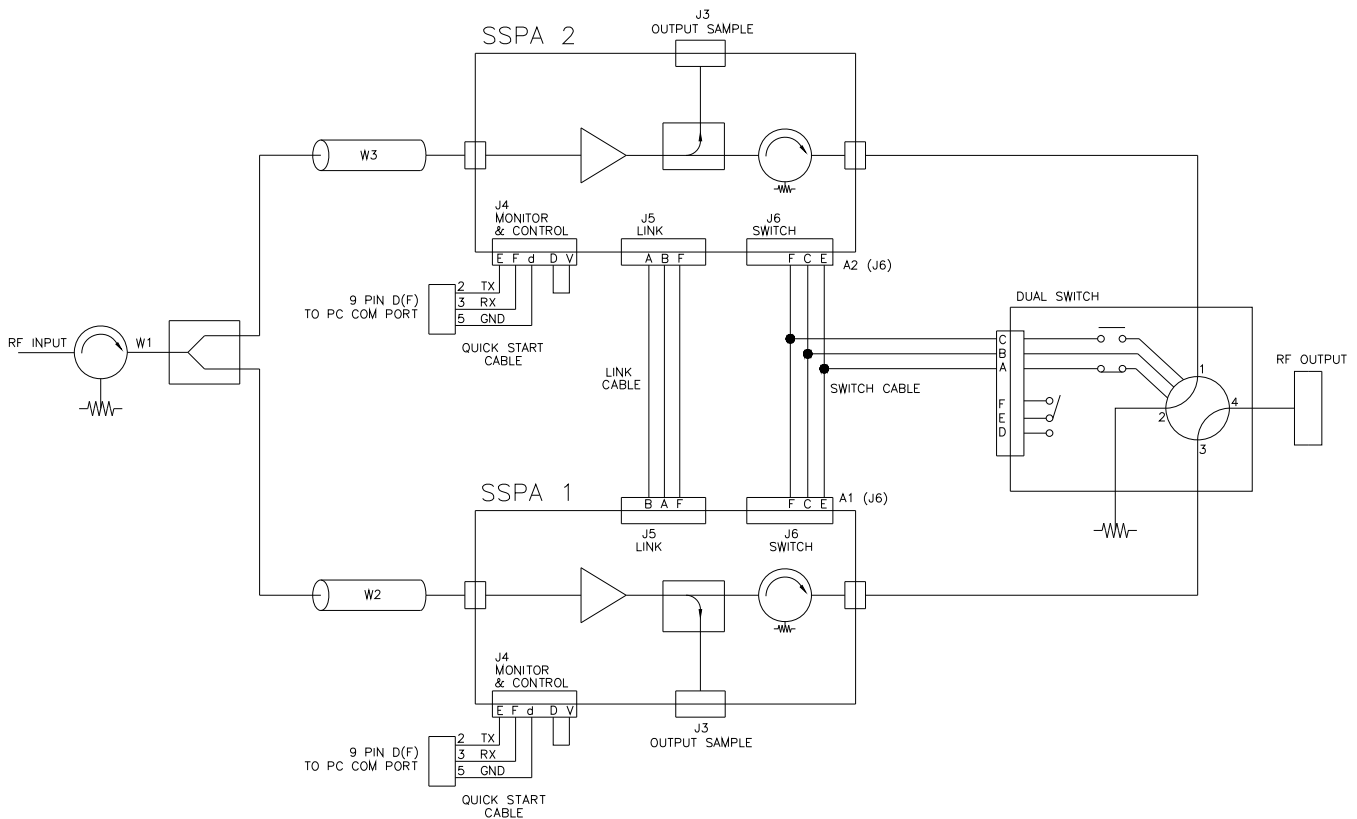 J3
OUTPUT SAMPLE
SSPA 2
W3
J4
MONITOR
& CONTROL
J5
LINK
J6
SWITCH
E F d D V
A B F
F C E
A2 (J6)
2 TX
3 RX
5 GND
9 PIN D(F)
TO PC COM PORT
QUICK START
CABLE
RF INPUT
W1
LINK
CABLE
SWITCH CABLE
DUAL SWITCH
C
B
A
F
E
D
1
2
3
4
RF OUTPUT
SSPA 1
B A F
F C E
A1 (J6)
J5
LINK
J6
SWITCH
W2
J4
MONITOR
& CONTROL
E F d D V
J3
OUTPUT SAMPLE
2 TX
3 RX
5 GND
9 PIN D(F)
TO PC COM PORT
QUICK START
CABLE